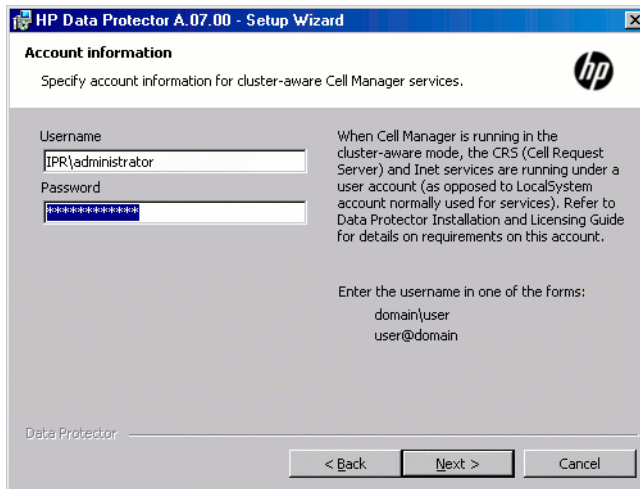 HP Data Protector A.07.00 - Setup Wizard
Account information
Specify account information for cluster-aware Cell Manager services.
hp
Username
IPR\administrator
Password
*************
When Cell Manager is running in the
cluster-aware mode, the CRS (Cell Request
Server) and Inet services are running under a
user account (as opposed to LocalSystem
account normally used for services). Refer to
Data Protector Installation and Licensing Guide
for details on requirements on this account.
Enter the username in one of the forms:
domain\user
user@domain
Data Protector
< Back
Next >
Cancel